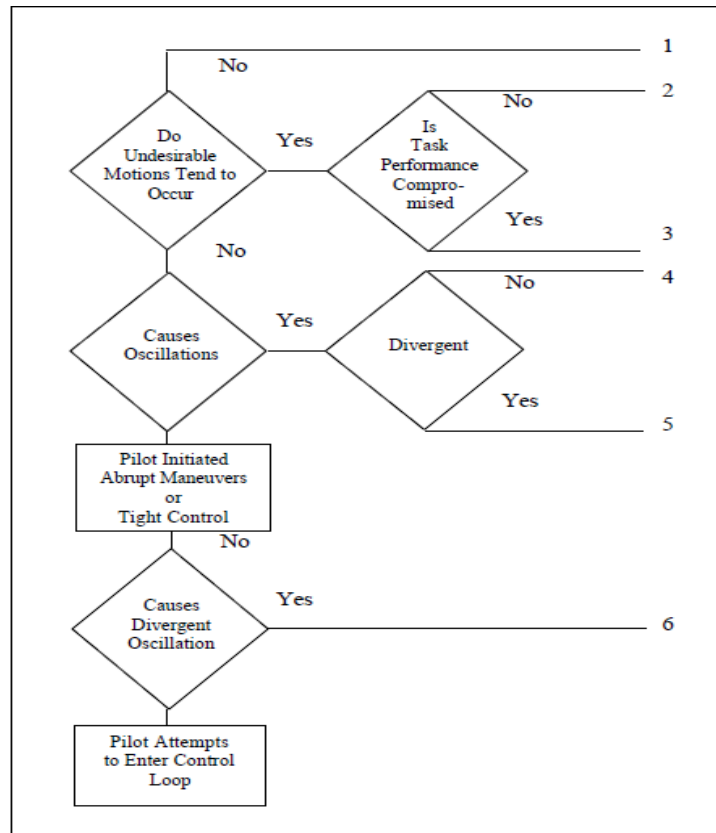 1
No
2
No
Do
Undesirable
Motions Tend to
Occur
Yes
Is
Task
Performance
Compro-
mised
Yes
3
No
4
No
Causes
Oscillations
Yes
Divergent
Yes
5
Pilot Initiated
Abrupt Maneuvers
or
Tight Control
No
Causes
Divergent
Oscillation
Yes
6
Pilot Attempts
to Enter Control
Loop